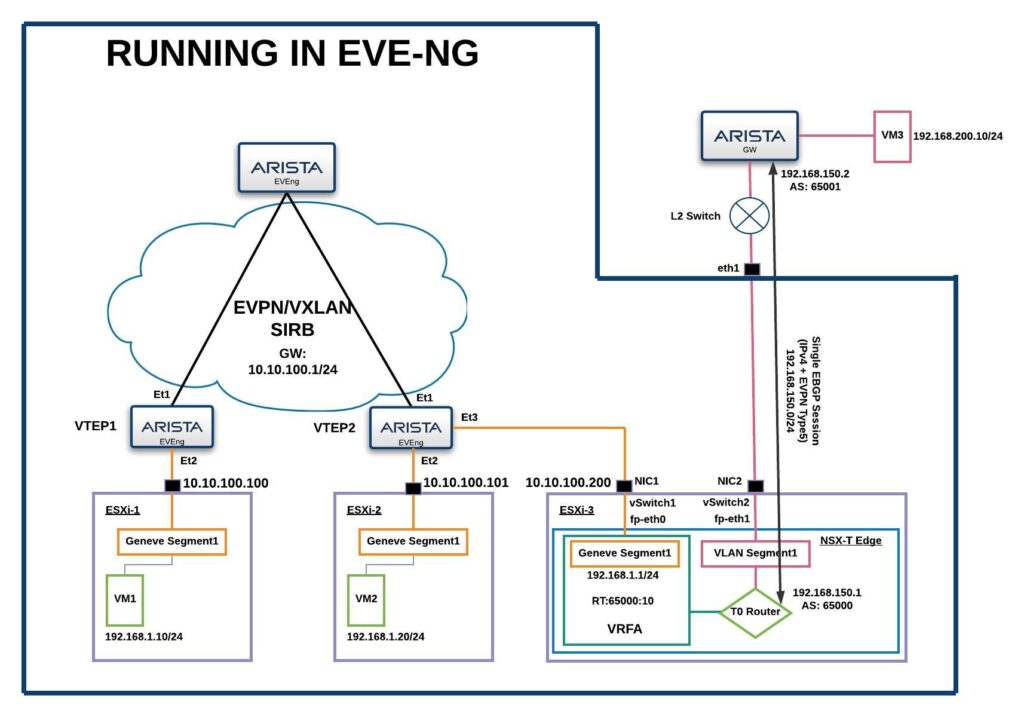 RUNNING IN EVE-NG
ARISTA
EVEng
EVPN/VXLAN
SIRB
GW:
10.10.100.1/24
Et1
VTEP1
ARISTA
EVEng
Et2
10.10.100.100
ESXi-1
Geneve Segment1
VM1
192.168.1.10/24
Et1
VTEP2
ARISTA
EVEng
Et3
Et2
10.10.100.101
ESXi-2
Geneve Segment1
VM2
192.168.1.20/24
ARISTA
GW
VM3
192.168.200.10/24
192.168.150.2
AS: 65001
L2 Switch
eth1
Single EBGP Session
(IPv4 + EVPN Type5)
192.168.150.0/24
10.10.100.200
NIC1
NIC2
ESXi-3
vSwitch1
fp-eth0
vSwitch2
fp-eth1
NSX-T Edge
Geneve Segment1
192.168.1.1/24
RT:65000:10
VRFA
VLAN Segment1
T0 Router
192.168.150.1
AS: 65000